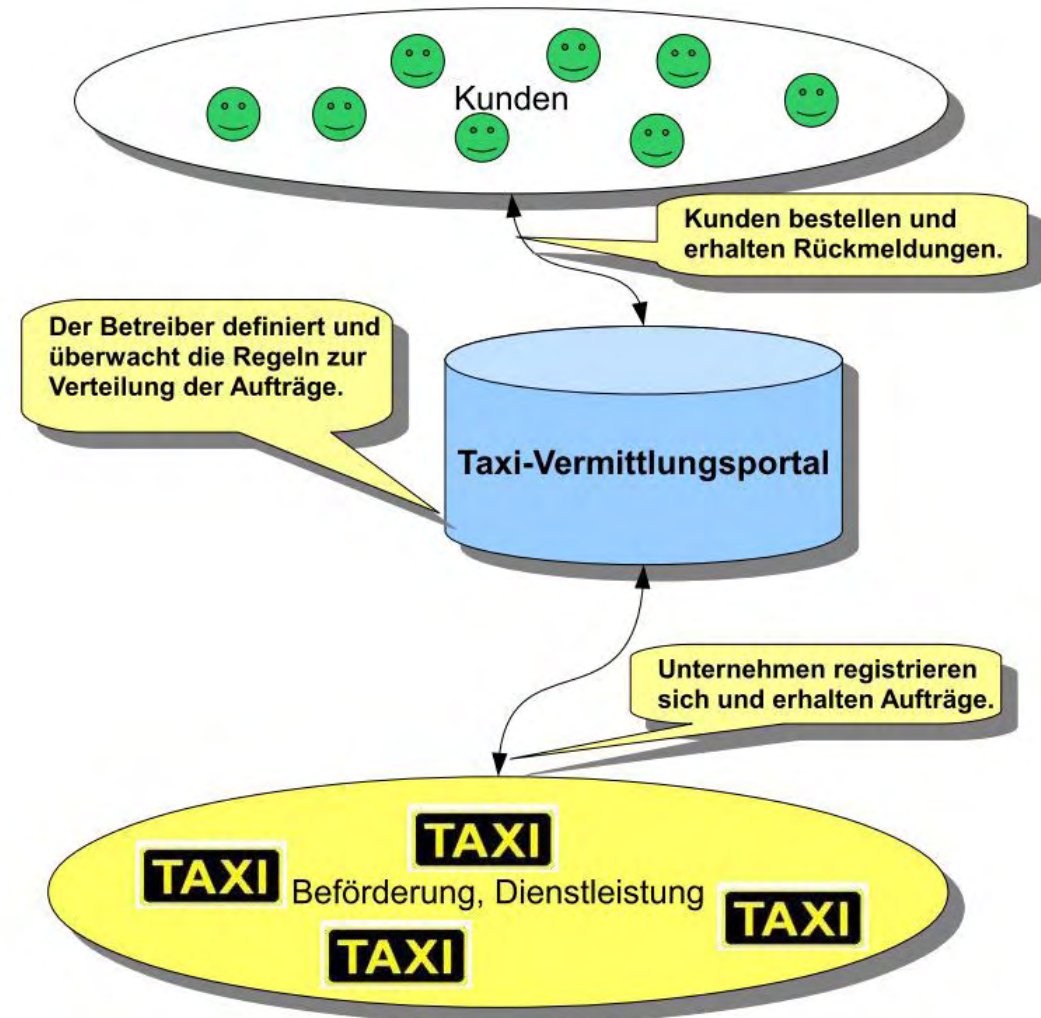 Kunden
Kunden bestellen und
erhalten Rückmeldungen.
Der Betreiber definiert und
überwacht die Regeln zur
Verteilung der Aufträge.
Taxi-Vermittlungsportal
Unternehmen registrieren
sich und erhalten Aufträge.
TAXI
TAXI
Beförderung, Dienstleistung
TAXI
TAXI